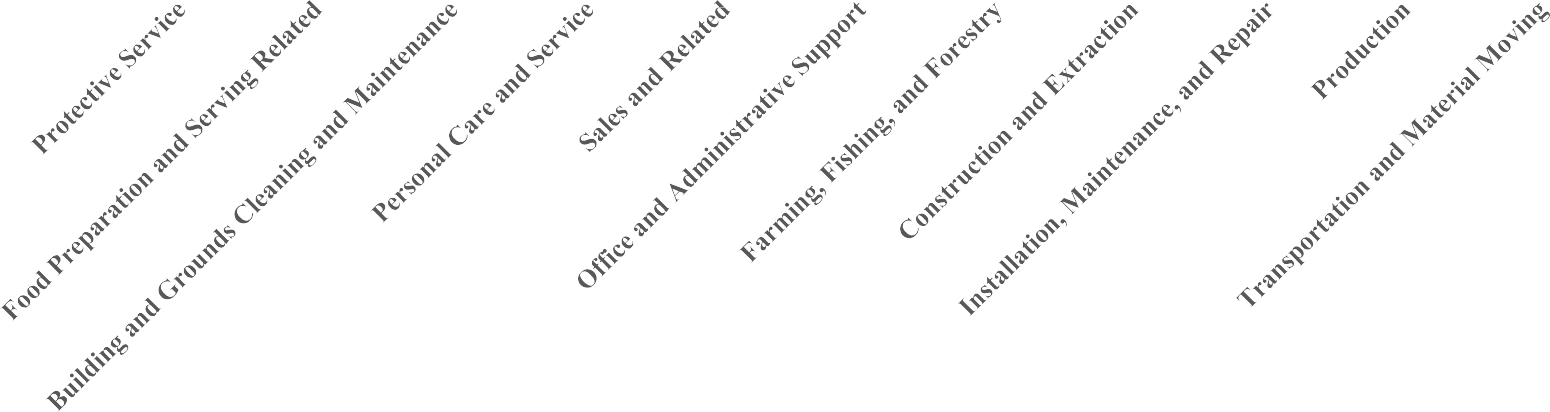 Protective Service
Food Preparation and Serving Related
Building and Grounds Cleaning and Maintenance
Personal Care and Service
Sales and Related
Office and Administrative Support
Farming, Fishing, and Forestry
Construction and Extraction
Installation, Maintenance, and Repair
Production
Transportation and Material Moving